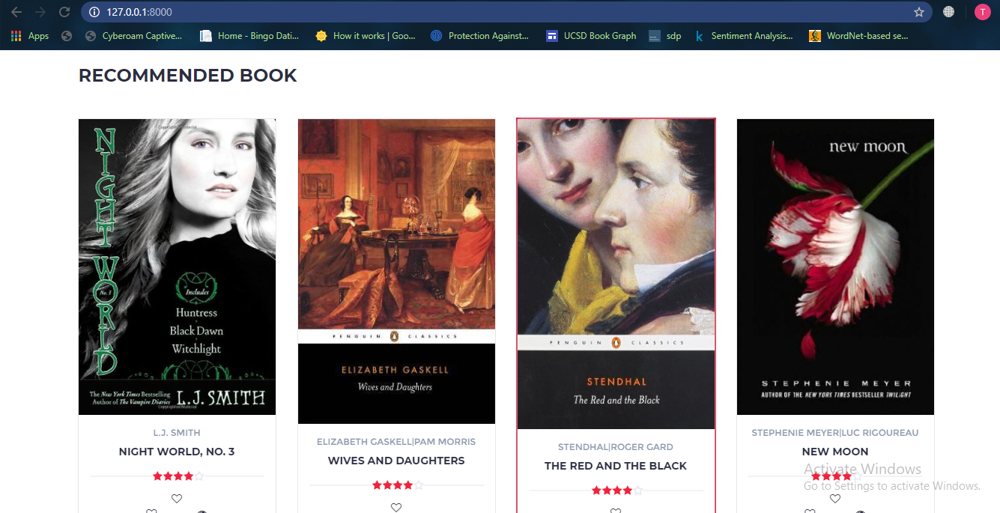 127.0.0.1:8000
T
Apps
Cyberoam Captive...
Home - Bingo Dati...
How it works | Goo...
Protection Against...
UCSD Book Graph
sdp
Sentiment Analysis...
WordNet-based se...
RECOMMENDED BOOK
Copyrighted Material
NIGHT WORLD
No. 3
Includes
Huntress
Black Dawn
Witchlight
The New York Times Bestselling
Author of The Vampire Diaries
L.J. SMITH
Copyrighted Material
L.J. SMITH
NIGHT WORLD, NO. 3
PENGUIN CLASSICS
ELIZABETH GASKELL
Wives and Daughters
ELIZABETH GASKELL|PAM MORRIS
WIVES AND DAUGHTERS
PENGUIN CLASSICS
STENDHAL
The Red and the Black
STENDHAL|ROGER GARD
THE RED AND THE BLACK
new moon
STEPHENIE MEYER
AUTHOR OF THE NEW YORK TIMES BESTSELLER TWILIGHT
STEPHENIE MEYER|LUC RIGOUREAU
NEW MOON
Activate Windows
Go to Settings to activate Windows.